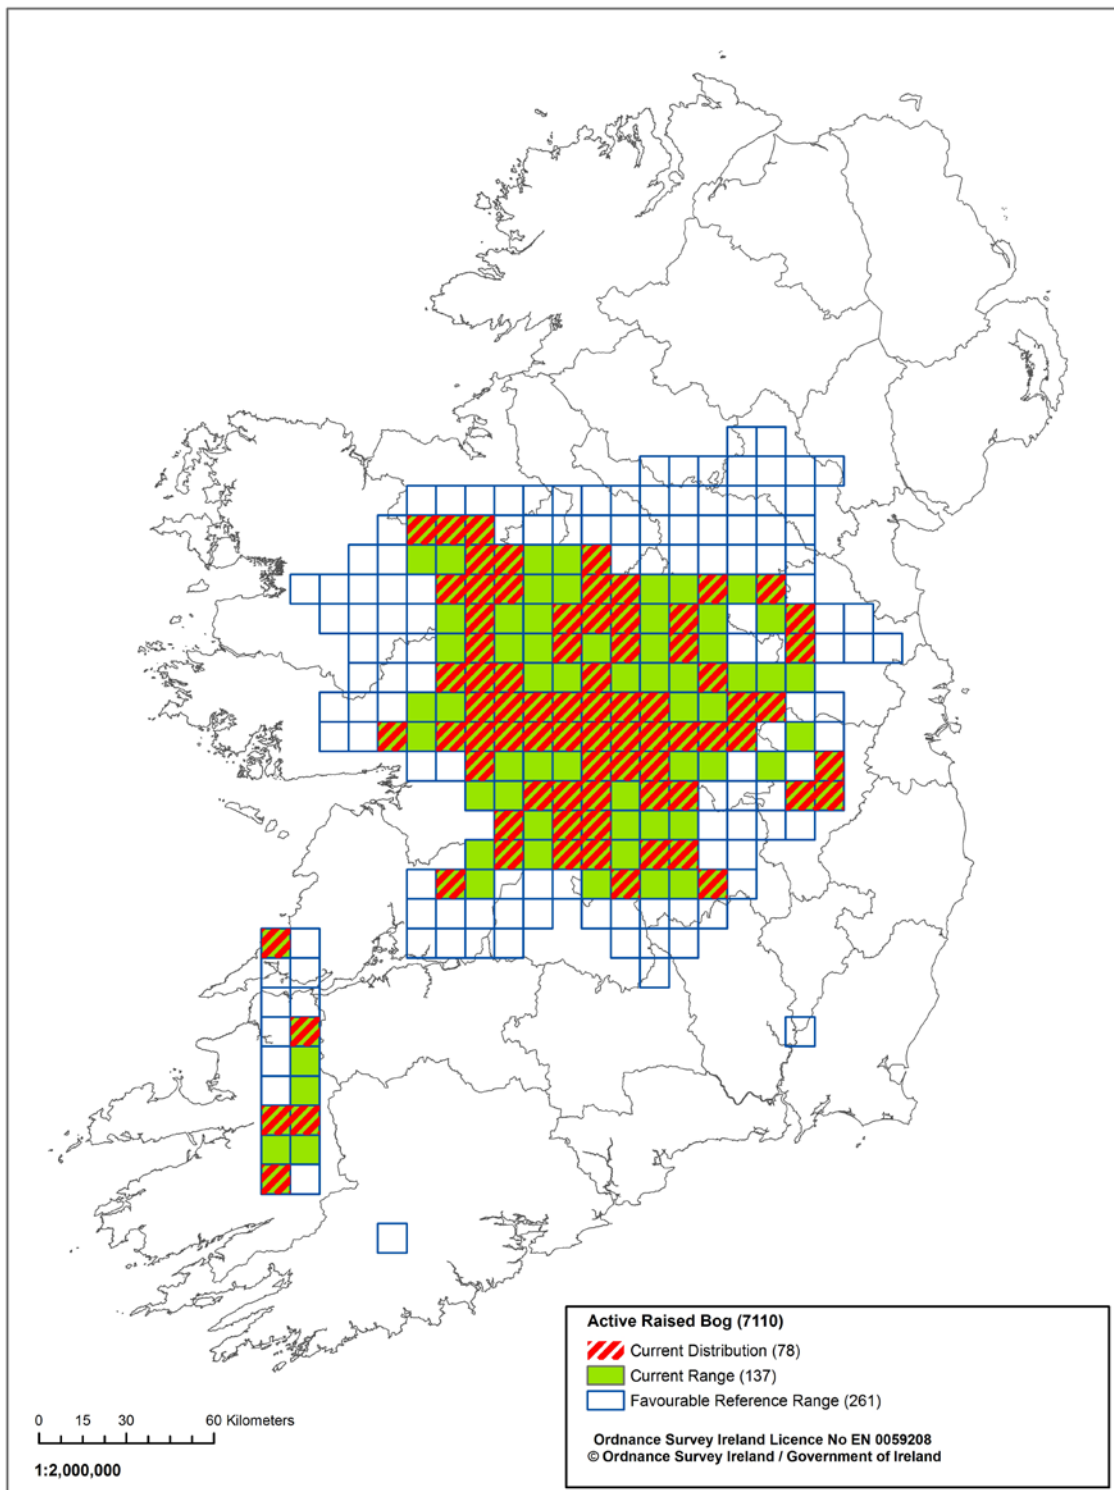 Active Raised Bog (7110)
Current Distribution (78)
Current Range (137)
Favourable Reference Range (261)
Ordnance Survey Ireland Licence No EN 0059208
© Ordnance Survey Ireland / Government of Ireland
0 15 30 60 Kilometers
1:2,000,000